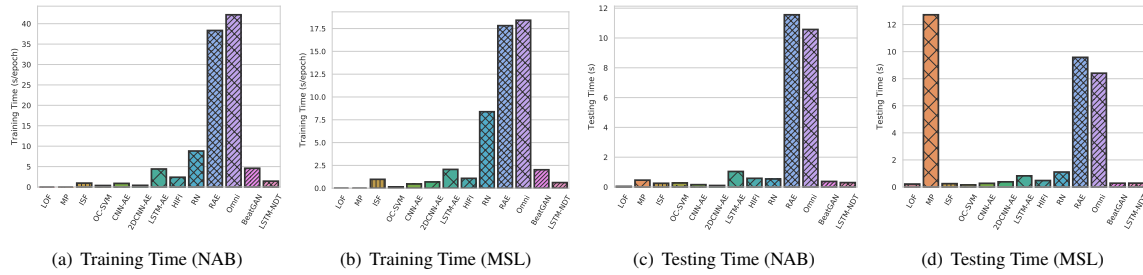 Training Time (s/epoch)
40
35
30
25
20
15
10
5
0
LOF
MP
ISF
OC-SVM
CNN-AE
2DCNN-AE
LSTM-AE
HIFI
RN
RAE
Omni
BeatGAN
LSTM-NDT
(a) Training Time (NAB)
Training Time (s/epoch)
17.5
15.0
12.5
10.0
7.5
5.0
2.5
0.0
LOF
MP
ISF
OC-SVM
CNN-AE
2DCNN-AE
LSTM-AE
HIFI
RN
RAE
Omni
BeatGAN
LSTM-NDT
(b) Training Time (MSL)
Testing Time (s)
12
10
8
6
4
2
0
LOF
MP
ISF
OC-SVM
CNN-AE
2DCNN-AE
LSTM-AE
HIFI
RN
RAE
Omni
BeatGAN
LSTM-NDT
(c) Testing Time (NAB)
Testing Time (s)
12
10
8
6
4
2
0
LOF
MP
ISF
OC-SVM
CNN-AE
2DCNN-AE
LSTM-AE
HIFI
RN
RAE
Omni
BeatGAN
LSTM-NDT
(d) Testing Time (MSL)